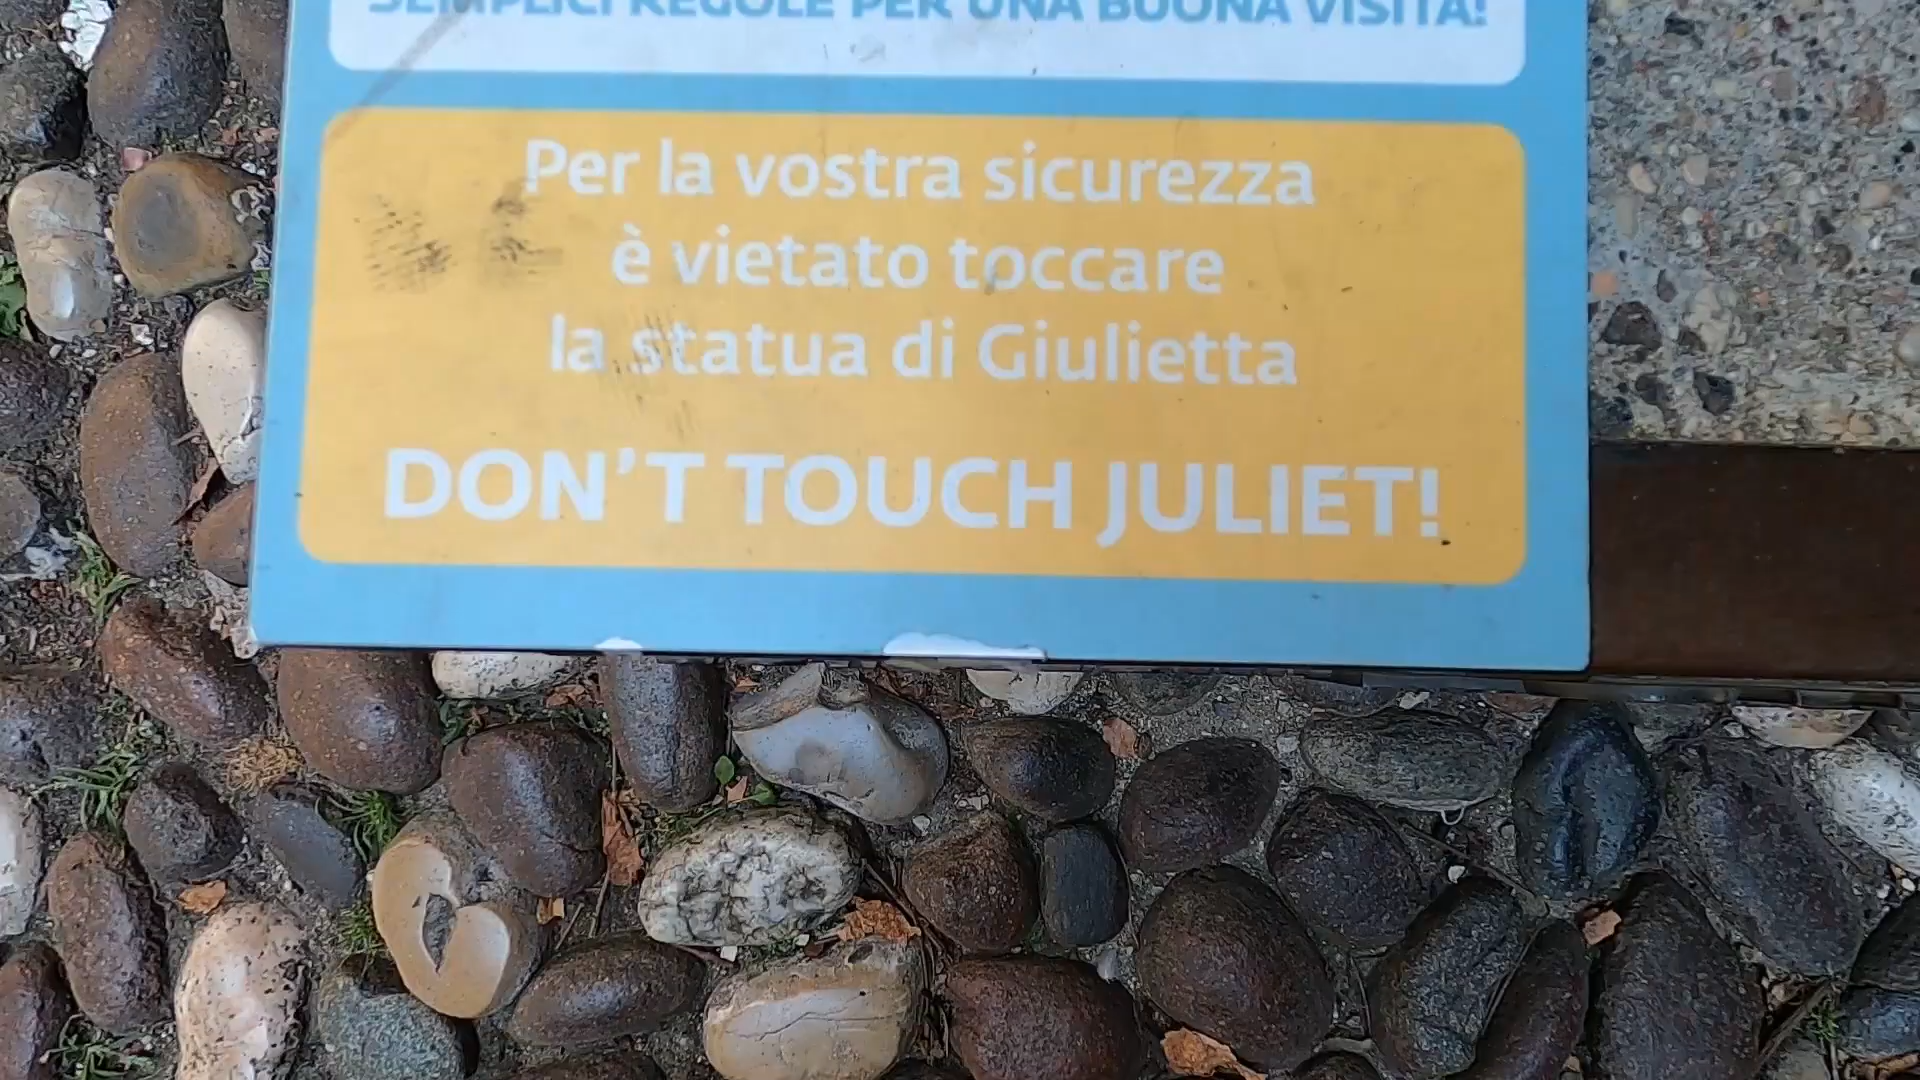 SEMPLICI REGOLE PER UNA BUONA VISITA!
Per la vostra sicurezza
è vietato toccare
la statua di Giulietta
DON'T TOUCH JULIET!